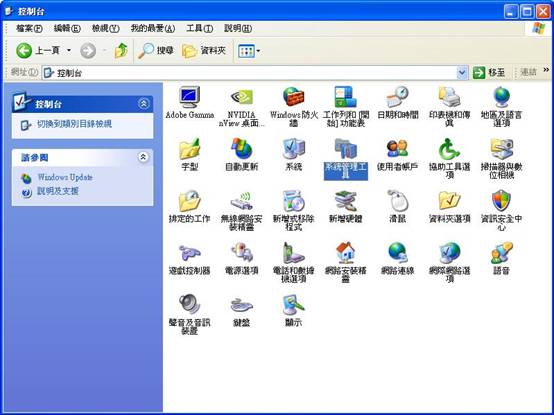 控制台
檔案(F) 編輯(E) 檢視(V) 我的最愛(A) 工具(T) 說明(H)
上一頁 搜尋 資料夾
網址(D) 控制台 移至 連結 »
控制台
切換到類別目錄檢視
請參閱
Windows Update
說明及支援
Adobe Gamma
NVIDIA
nView 桌面...
Windows 防火
牆
工作列和 [開
始] 功能表
日期和時間
印表機和傳
真
地區及語言
選項
字型
自動更新
系統
系統管理工
具
使用者帳戶
協助工具選
項
掃描器與數
位相機
排定的工作
無線網路安
裝精靈
新增或移除
程式
新增硬體
滑鼠
資料夾選項
資訊安全中
心
遊戲控制器
電源選項
電話和數據
機選項
網路安裝精
靈
網路連線
網際網路選
項
語音
聲音及音訊
裝置
鍵盤
顯示